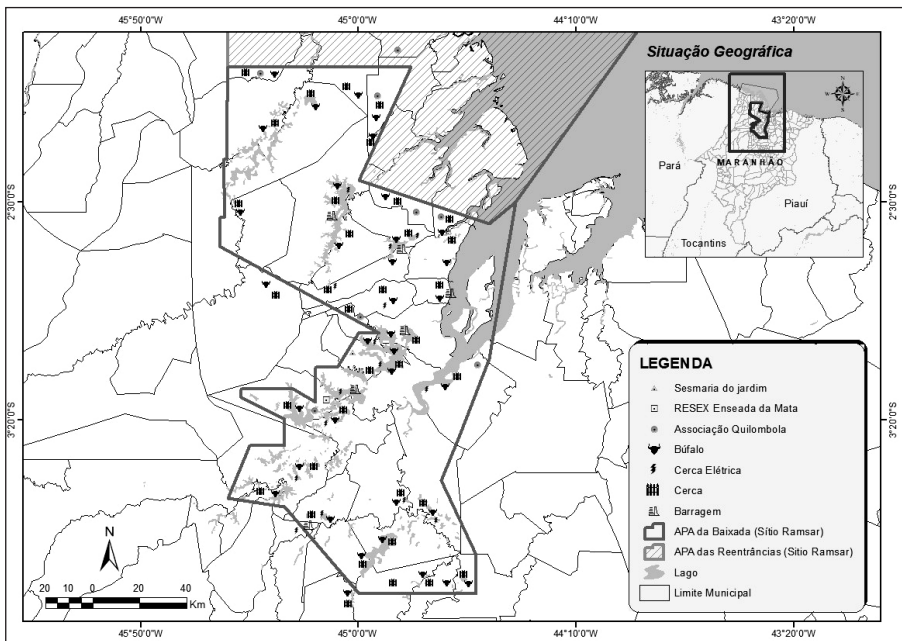 45°50'0"W 45°0'0"W 44°10'0"W 43°20'0"W
Situação Geográfica
N
W E
S
Pará
MARANHÃO
Piauí
Tocantins
2°30'0"S
2°30'0"S
3°20'0"S
3°20'0"S
LEGENDA
Sesmaria do jardim
RESEX Enseada da Mata
Associação Quilombola
Búfalo
Cerca Elétrica
Cerca
Barragem
APA da Baixada (Sítio Ramsar)
APA das Reentrâncias (Sitio Ramsar)
Lago
Limite Municipal
N
20 10 0 20 40
Km
45°50'0"W 45°0'0"W 44°10'0"W 43°20'0"W